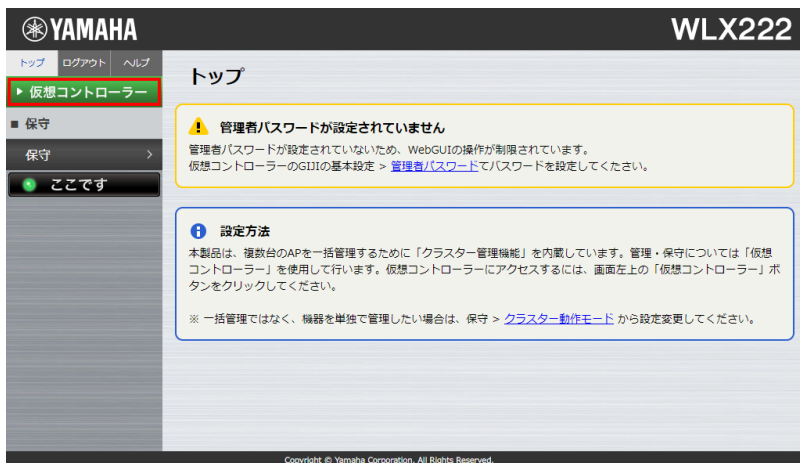 YAMAHA
WLX222
トップ ログアウト ヘルプ
トップ
仮想コントローラー
保守
保守
ここです
管理者パスワードが設定されていません
管理者パスワードが設定されていないため、WebGUIの操作が制限されています。
仮想コントローラーのGIJIの基本設定 > 管理者パスワードてパスワードを設定してくたさい。
設定方法
本製品は、複数台のAPを一括管理するために「クラスター管理機能」を内蔵しています。管理・保守については「仮想
コントローラー」を使用して行います。仮想コントローラーにアクセスするには、画面左上の「仮想コントローラー」ボ
タンをクリックしてください。
※ 一括管理ではなく、機器を単独で管理したい場合は、保守 > クラスター動作モード から設定変更してください。
Copyright © Yamaha Corporation. All Rights Reserved.